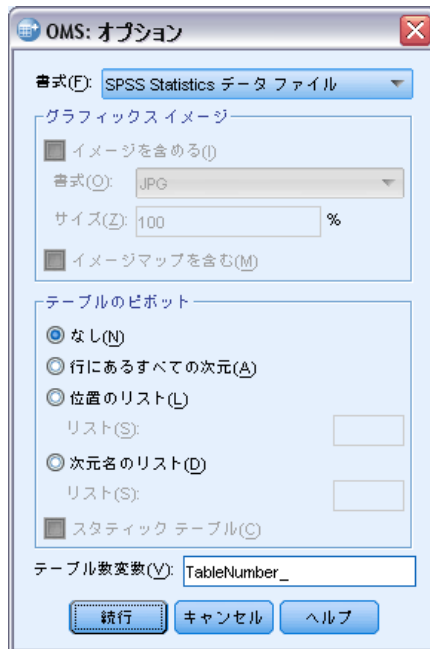 OMS: オプション
書式(F): SPSS Statistics データ ファイル
グラフィックス イメージ
イメージを含める(I)
書式(O): JPG
サイズ(Z): 100 %
イメージマップを含む(M)
テーブルのピボット
なし(N)
行にあるすべての次元(A)
位置のリスト(L)
リスト(S):
次元名のリスト(D)
リスト(S):
スタティック テーブル(C)
テーブル数変数(V): TableNumber_
続行 キャンセル ヘルプ